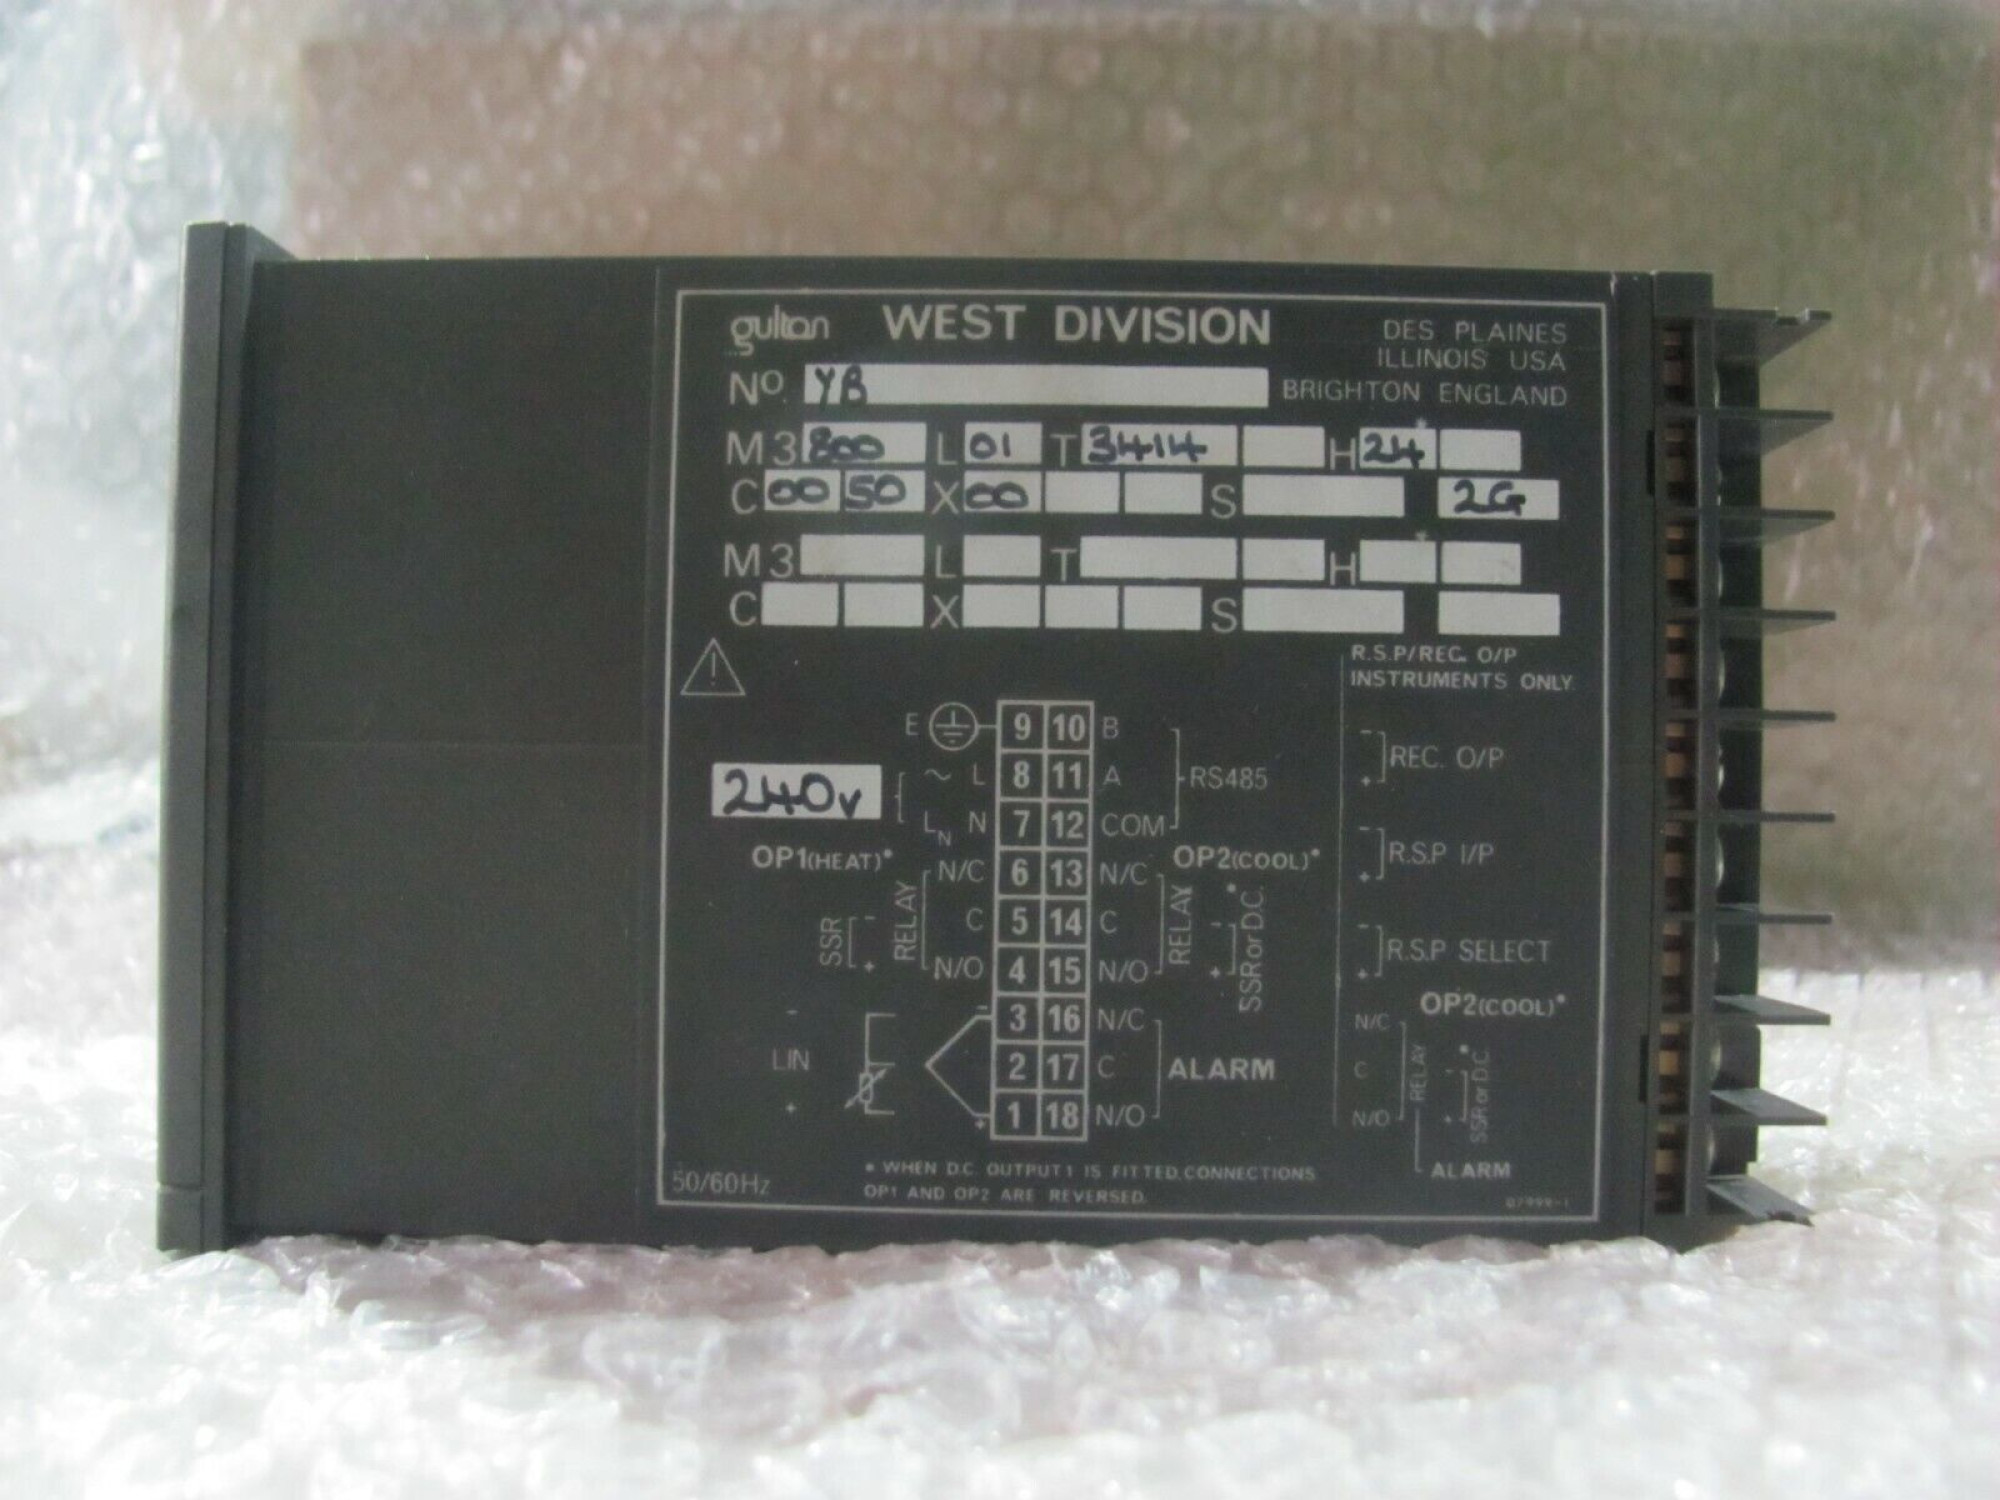 gulton WEST DIVISION DES PLAINES
ILLINOIS USA
Nº. YB BRIGHTON ENGLAND
M3 800 L 01 T 3414 H 24
C 00 50 X 00 S 2G
M3 L T H
C X S
R.S.P/REC. O/P
INSTRUMENTS ONLY
E 9 10 B
240v ~ L 8 11 A RS485
LN N 7 12 COM
OP1(HEAT)* N/C 6 13 N/C OP2(COOL)*
SSR - + RELAY C 5 14 C RELAY - + SSR or D.C.*
N/O 4 15 N/O
- 3 16 N/C
- LIN + 2 17 C ALARM
+ 1 18 N/O
- + REC. O/P
- + R.S.P I/P
- + R.S.P SELECT
OP2(COOL)*
N/C
C RELAY - + SSR or D.C.*
N/O
ALARM
50/60Hz
* WHEN D.C. OUTPUT 1 IS FITTED.CONNECTIONS
OP1 AND OP2 ARE REVERSED.